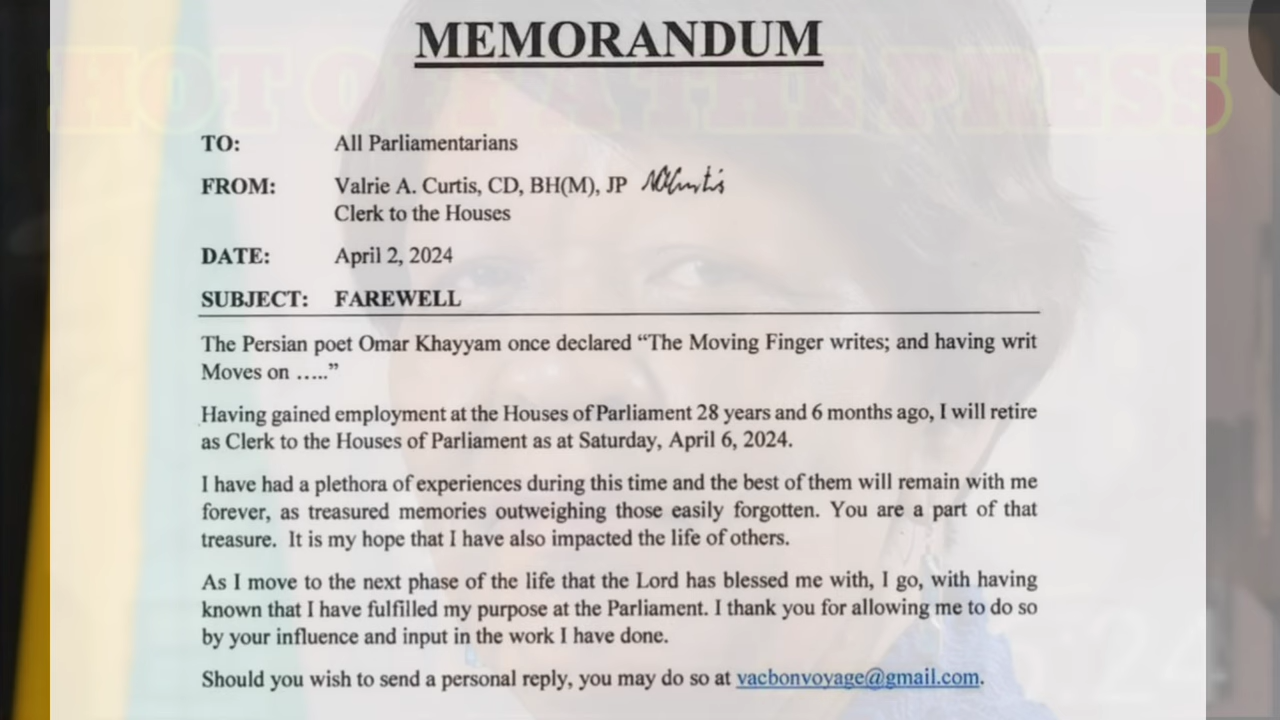 MEMORANDUM
HOT OFF THE PRESS
TO: All Parliamentarians
FROM: Valrie A. Curtis, CD, BH(M), JP
Clerk to the Houses
DATE: April 2, 2024
SUBJECT: FAREWELL
The Persian poet Omar Khayyam once declared “The Moving Finger writes; and having writ
Moves on …..”
Having gained employment at the Houses of Parliament 28 years and 6 months ago, I will retire
as Clerk to the Houses of Parliament as at Saturday, April 6, 2024.
I have had a plethora of experiences during this time and the best of them will remain with me
forever, as treasured memories outweighing those easily forgotten. You are a part of that
treasure. It is my hope that I have also impacted the life of others.
As I move to the next phase of the life that the Lord has blessed me with, I go, with having
known that I have fulfilled my purpose at the Parliament. I thank you for allowing me to do so
by your influence and input in the work I have done.
Should you wish to send a personal reply, you may do so at vacbonvoyage@gmail.com.